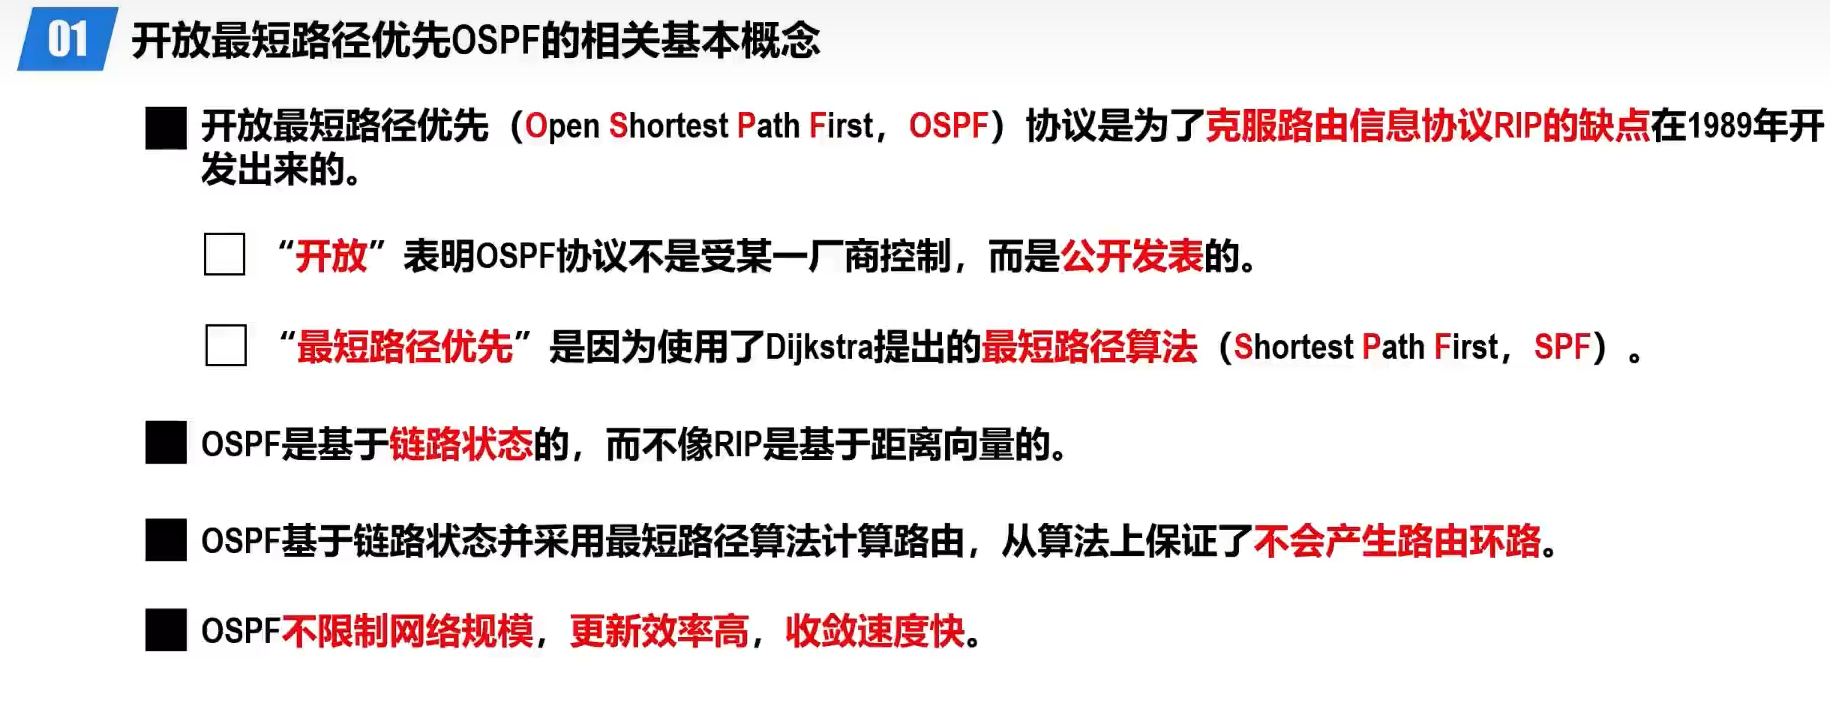 01 开放最短路径优先OSPF的相关基本概念
开放最短路径优先（Open Shortest Path First，OSPF）协议是为了克服路由信息协议RIP的缺点在1989年开
发出来的。
“开放”表明OSPF协议不是受某一厂商控制，而是公开发表的。
“最短路径优先”是因为使用了Dijkstra提出的最短路径算法（Shortest Path First，SPF）。
OSPF是基于链路状态的，而不像RIP是基于距离向量的。
OSPF基于链路状态并采用最短路径算法计算路由，从算法上保证了不会产生路由环路。
OSPF不限制网络规模，更新效率高，收敛速度快。